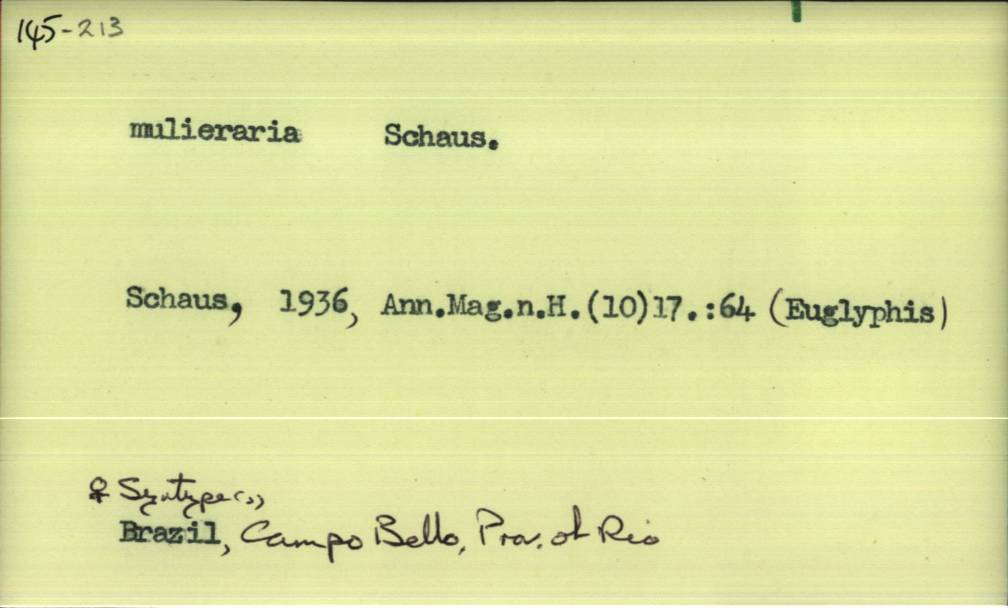 145-213
mulieraria Schaus.
Schaus, 1936, Ann.Mag.n.H.(10)17.:64 (Euglyphis)
♀ Syntype(s)
Brazil, Campo Bello, Prov. of Rio